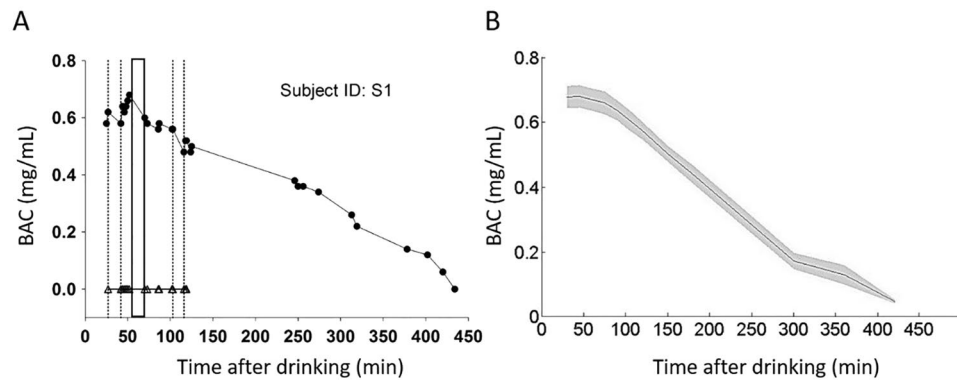 A
B
Subject ID: S1
BAC (mg/mL)
0.8
0.6
0.4
0.2
0.0
0 50 100 150 200 250 300 350 400 450
Time after drinking (min)
BAC (mg/mL)
0.8
0.6
0.4
0.2
0
0 50 100 150 200 250 300 350 400 450
Time after drinking (min)